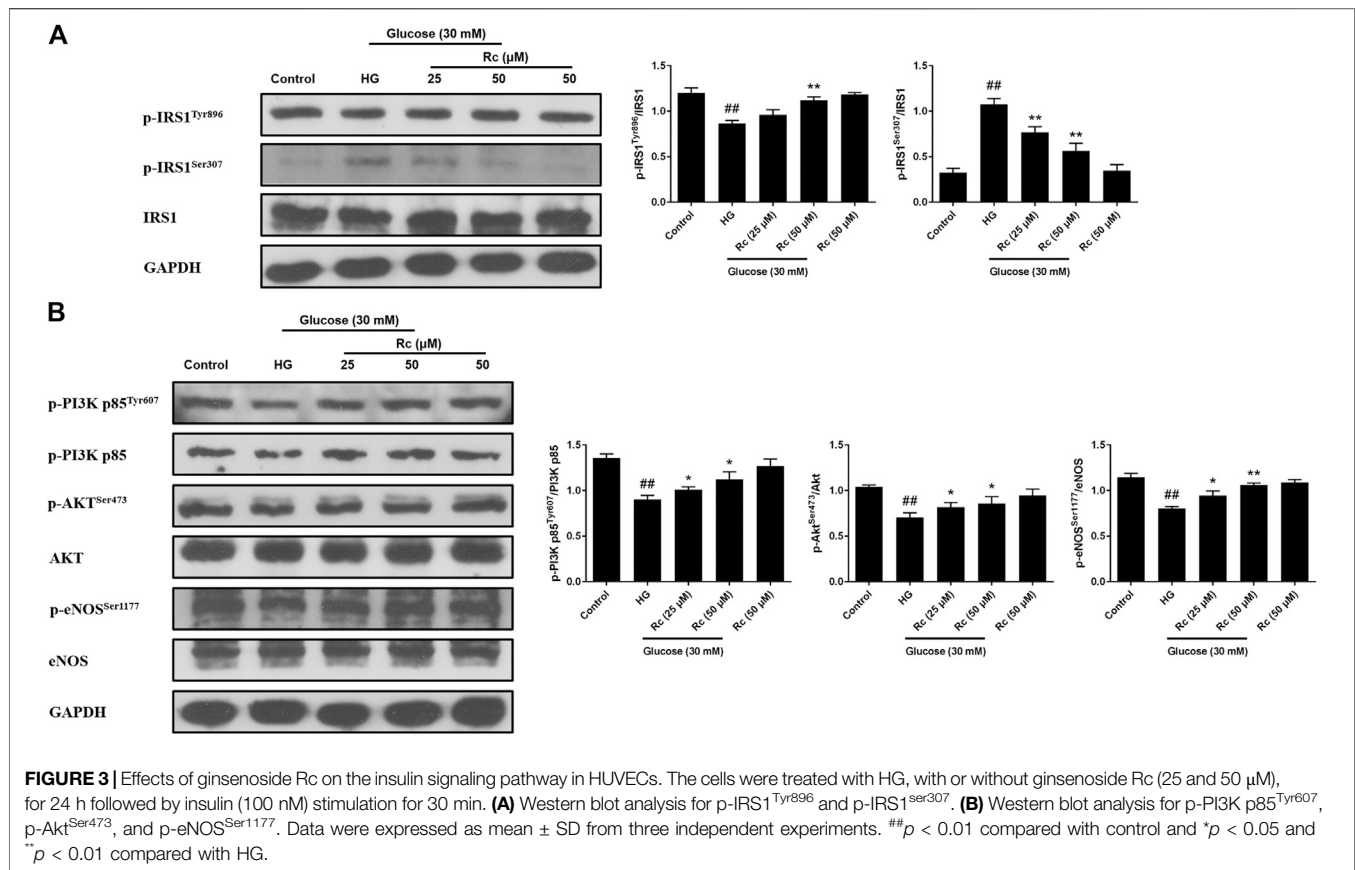 A
Glucose (30 mM)
Rc (µM)
Control HG 25 50 50
p-IRS1Tyr896
p-IRS1Ser307
IRS1
GAPDH
p-IRS1Tyr896/IRS1
1.5
1.0
0.5
0.0
##
**
Control
HG
Rc (25 µM)
Rc (50 µM)
Rc (50 µM)
Glucose (30 mM)
p-IRS1Ser307/IRS1
1.5
1.0
0.5
0.0
##
**
**
Control
HG
Rc (25 µM)
Rc (50 µM)
Rc (50 µM)
Glucose (30 mM)
B
Glucose (30 mM)
Rc (µM)
Control HG 25 50 50
p-PI3K p85Tyr607
p-PI3K p85
p-AKTSer473
AKT
p-eNOSSer1177
eNOS
GAPDH
p-PI3K p85Tyr607/PI3K p85
1.5
1.0
0.5
0.0
##
*
*
Control
HG
Rc (25 µM)
Rc (50 µM)
Rc (50 µM)
Glucose (30 mM)
p-AktSer473/Akt
1.5
1.0
0.5
0.0
##
*
*
Control
HG
Rc (25 µM)
Rc (50 µM)
Rc (50 µM)
Glucose (30 mM)
p-eNOSSer1177/eNOS
1.5
1.0
0.5
0.0
##
*
**
Control
HG
Rc (25 µM)
Rc (50 µM)
Rc (50 µM)
Glucose (30 mM)
FIGURE 3 | Effects of ginsenoside Rc on the insulin signaling pathway in HUVECs. The cells were treated with HG, with or without ginsenoside Rc (25 and 50 µM),
for 24 h followed by insulin (100 nM) stimulation for 30 min. (A) Western blot analysis for p-IRS1Tyr896 and p-IRS1ser307. (B) Western blot analysis for p-PI3K p85Tyr607,
p-AktSer473, and p-eNOSSer1177. Data were expressed as mean ± SD from three independent experiments. ##p < 0.01 compared with control and *p < 0.05 and
**p < 0.01 compared with HG.